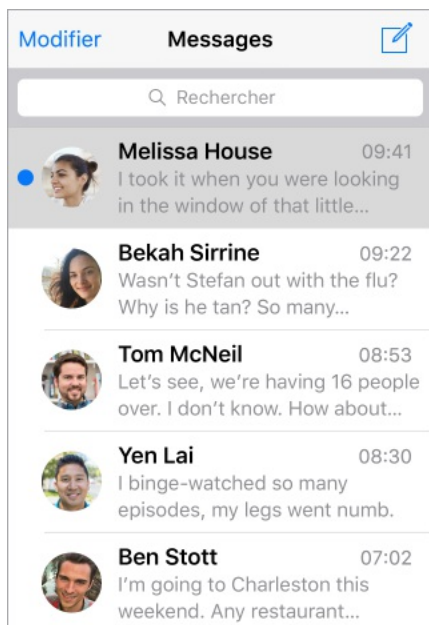 Modifier Messages
Rechercher
Melissa House 09:41
I took it when you were looking
in the window of that little...
Bekah Sirrine 09:22
Wasn’t Stefan out with the flu?
Why is he tan? So many...
Tom McNeil 08:53
Let’s see, we’re having 16 people
over. I don’t know. How about...
Yen Lai 08:30
I binge-watched so many
episodes, my legs went numb.
Ben Stott 07:02
I’m going to Charleston this
weekend. Any restaurant...